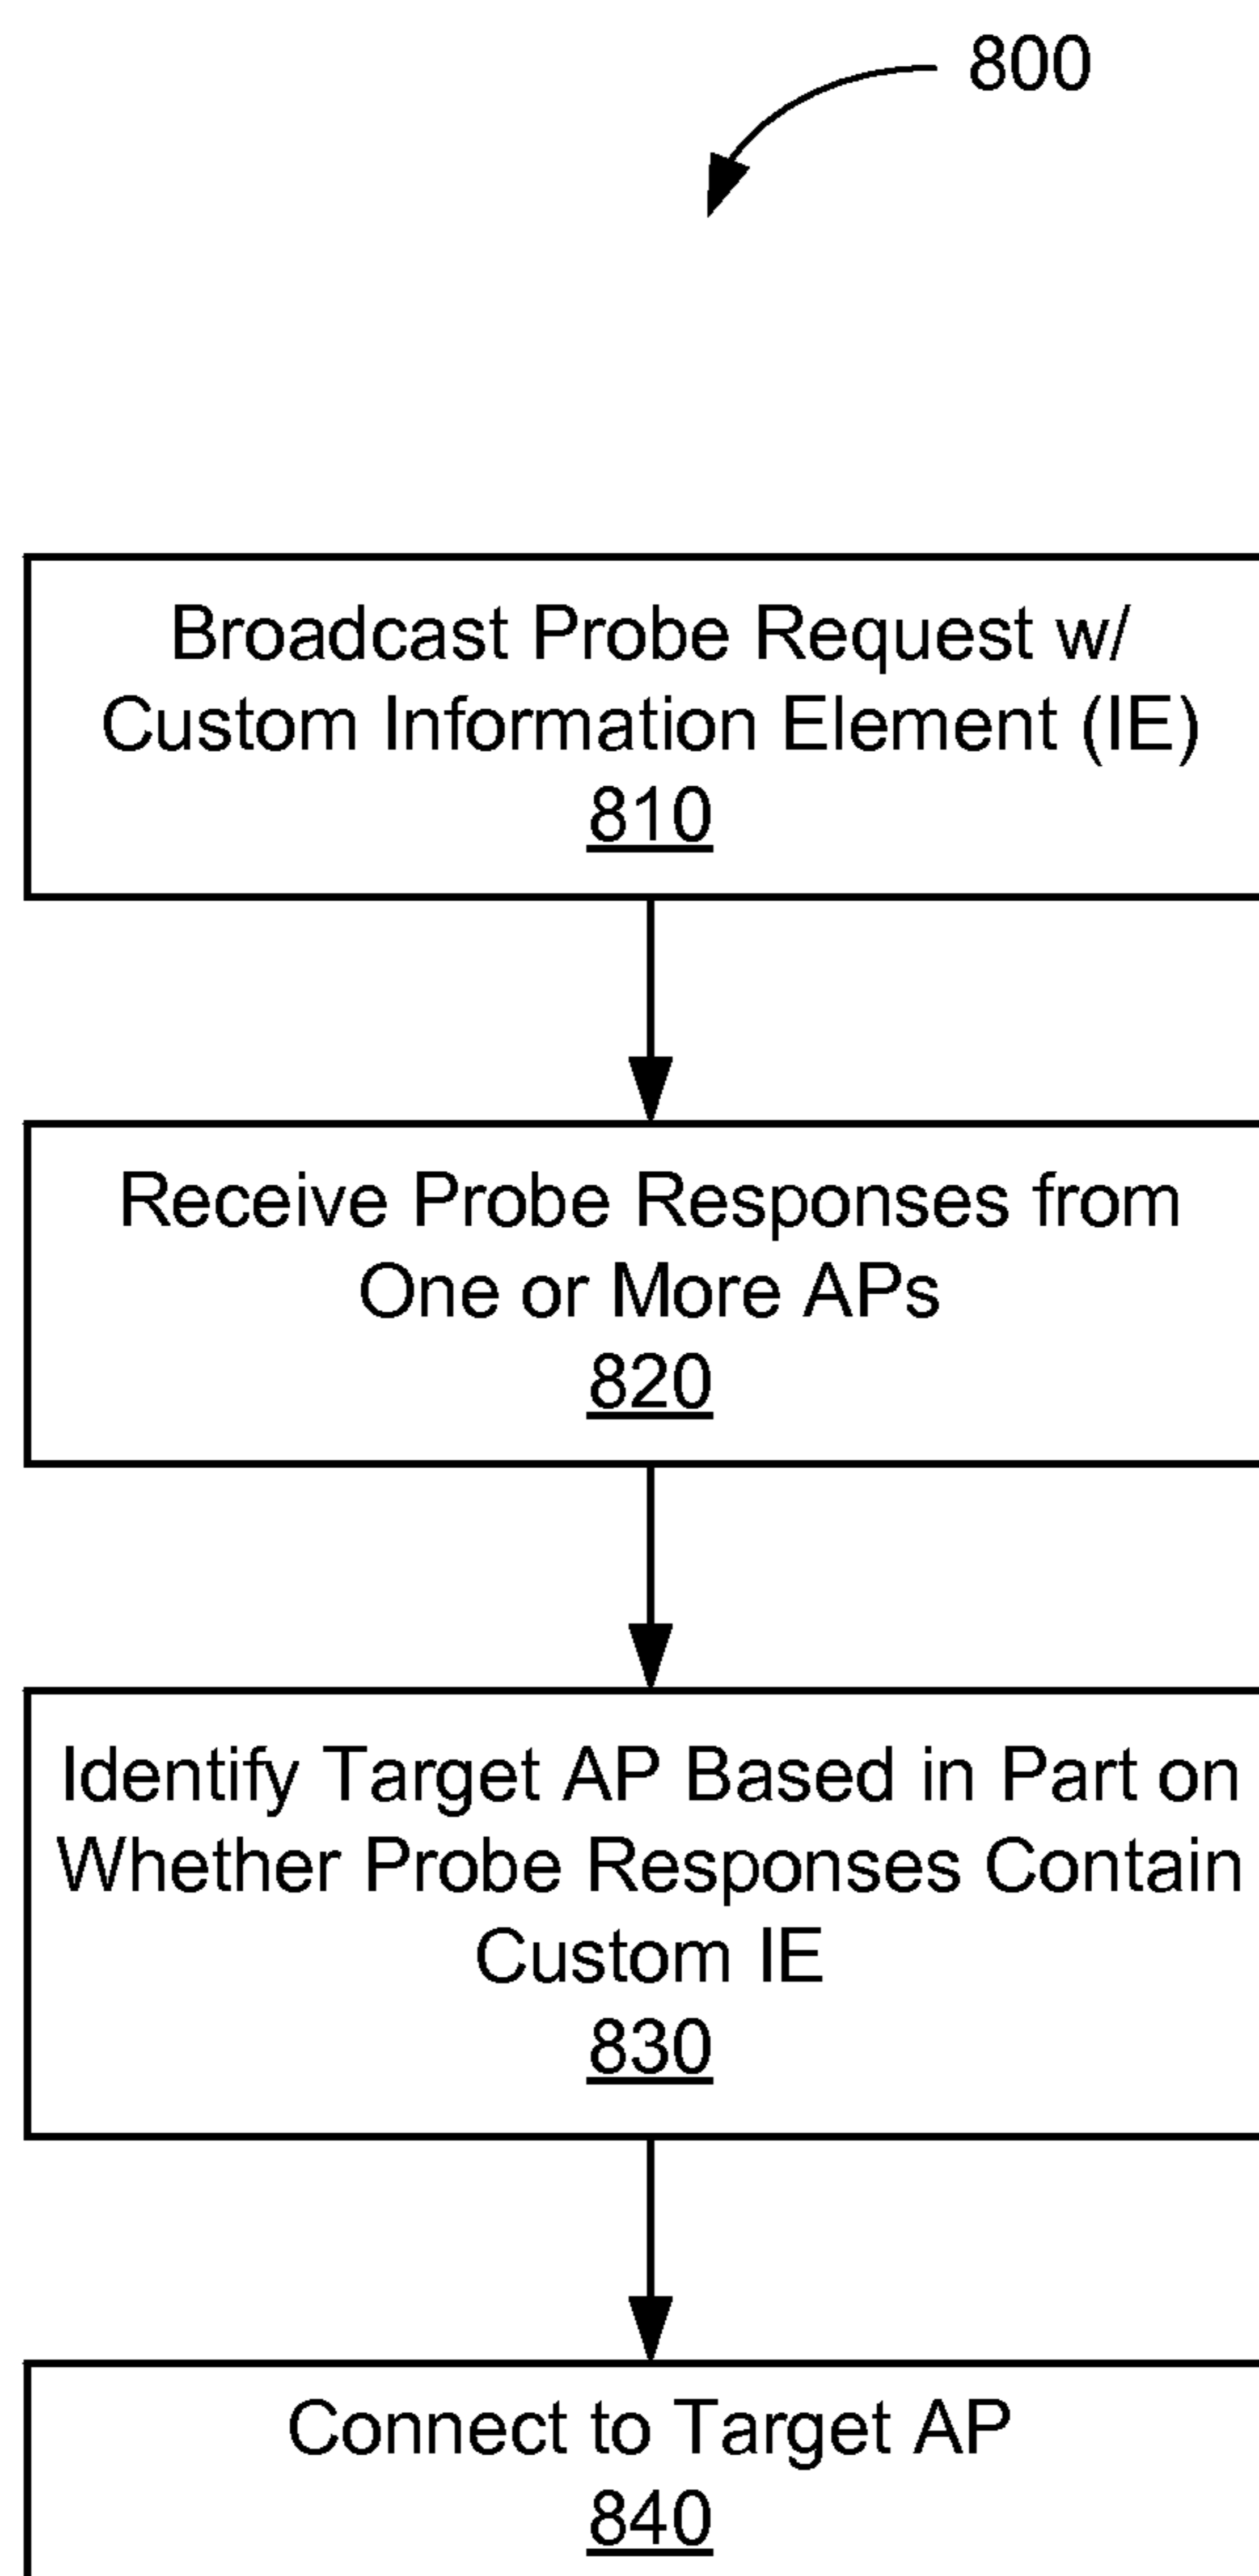 800
Broadcast Probe Request w/
Custom Information Element (IE)
810
Receive Probe Responses from
One or More APs
820
Identify Target AP Based in Part on
Whether Probe Responses Contain
Custom IE
830
Connect to Target AP
840